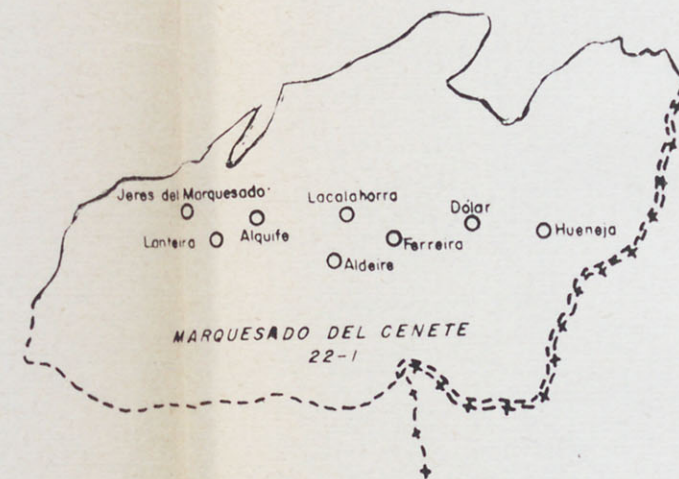 Jeres del Marquesado
Lacalahorra
Dólar
Lanteira
Alquife
Ferreira
Hueneja
Aldeire
MARQUESADO DEL CENETE
22-1